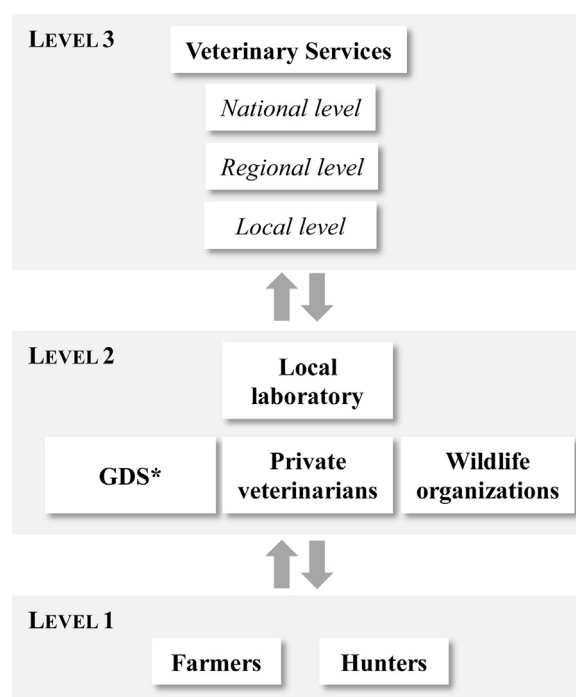 LEVEL 3
Veterinary Services
National level
Regional level
Local level
LEVEL 2
Local
laboratory
GDS*
Private
veterinarians
Wildlife
organizations
LEVEL 1
Farmers
Hunters